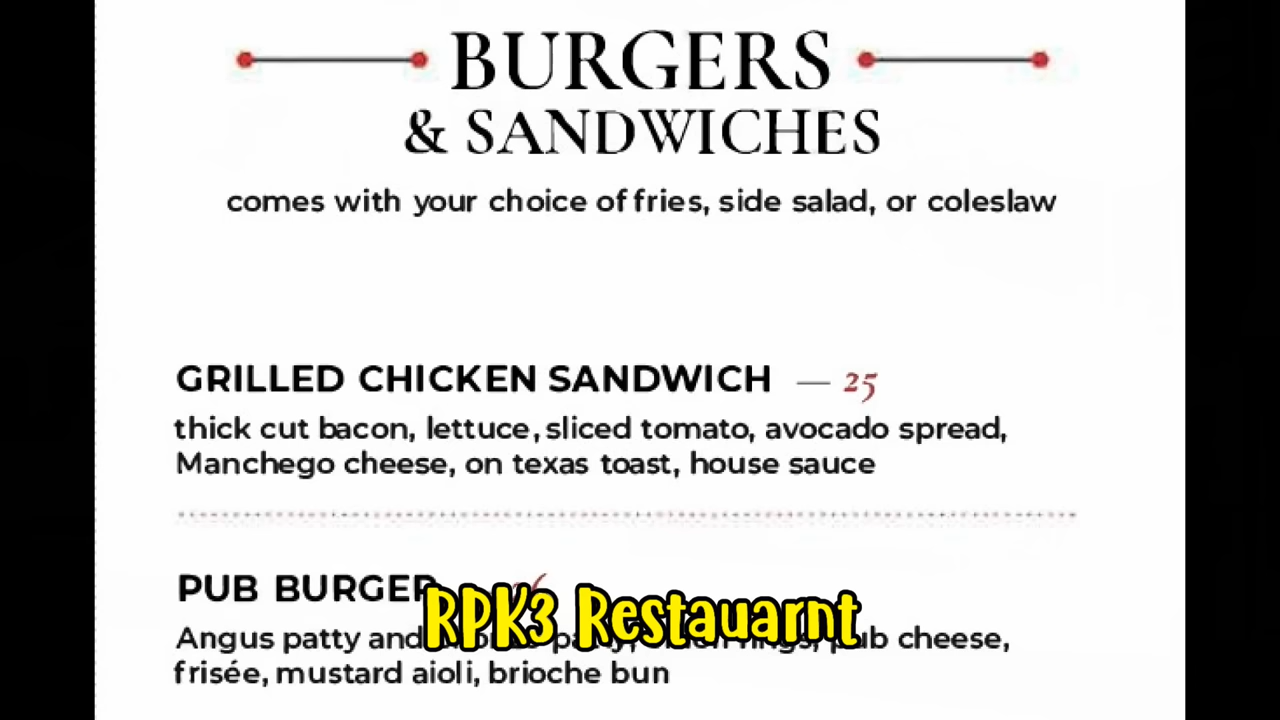 BURGERS
& SANDWICHES
comes with your choice of fries, side salad, or coleslaw
GRILLED CHICKEN SANDWICH — 25
thick cut bacon, lettuce, sliced tomato, avocado spread,
Manchego cheese, on texas toast, house sauce
PUB BURGER
RPK3 Restauarnt
Angus patty and cheese,
frisée, mustard aioli, brioche bun